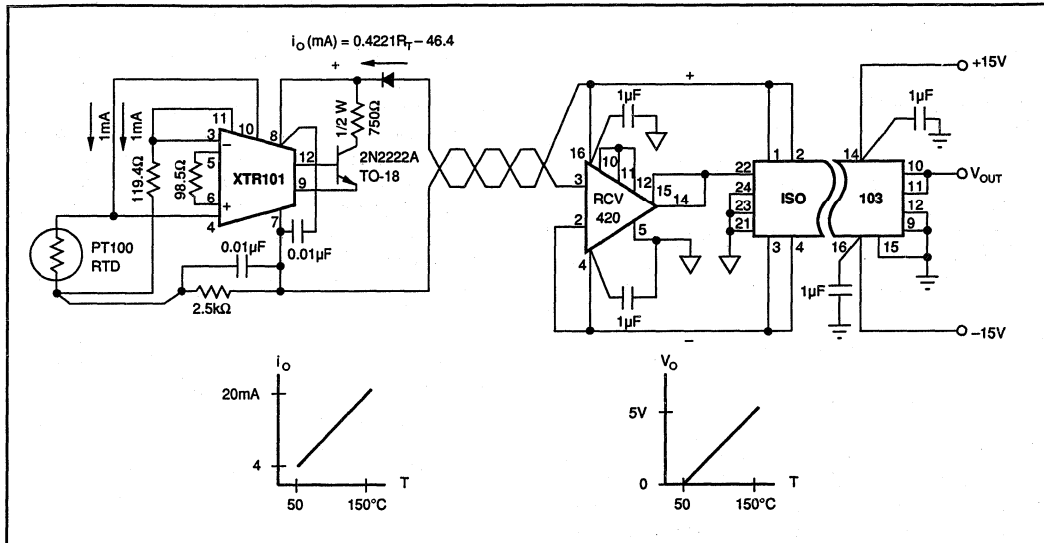 i_O (mA) = 0.4221R_T – 46.4
+
1mA
1mA
11
10
8
3
–
5
6
+
4
12
9
7
XTR101
119.4Ω
98.5Ω
1/2 W
750Ω
2N2222A
TO-18
PT100
RTD
0.01µF
0.01µF
2.5kΩ
+
1µF
16
10
11
12
15
14
3
2
RCV
420
5
4
1µF
–
22
24
23
21
1
2
3
4
ISO
103
14
10
11
12
9
15
16
1µF
1µF
+15V
V_OUT
–15V
i_O
20mA
4
50
150°C
T
V_O
5V
0
50
150°C
T